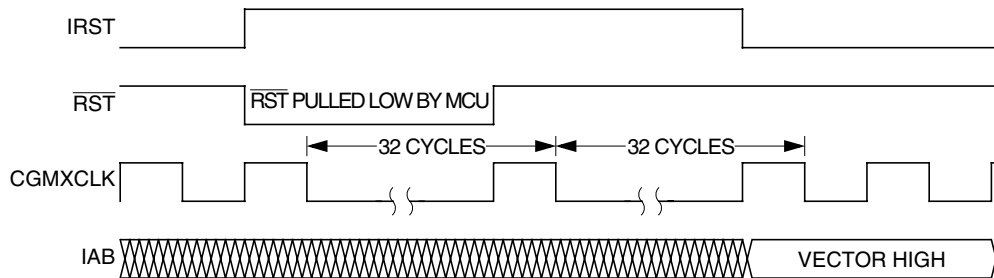 IRST
RST
RST PULLED LOW BY MCU
32 CYCLES
32 CYCLES
CGMXCLK
IAB
VECTOR HIGH